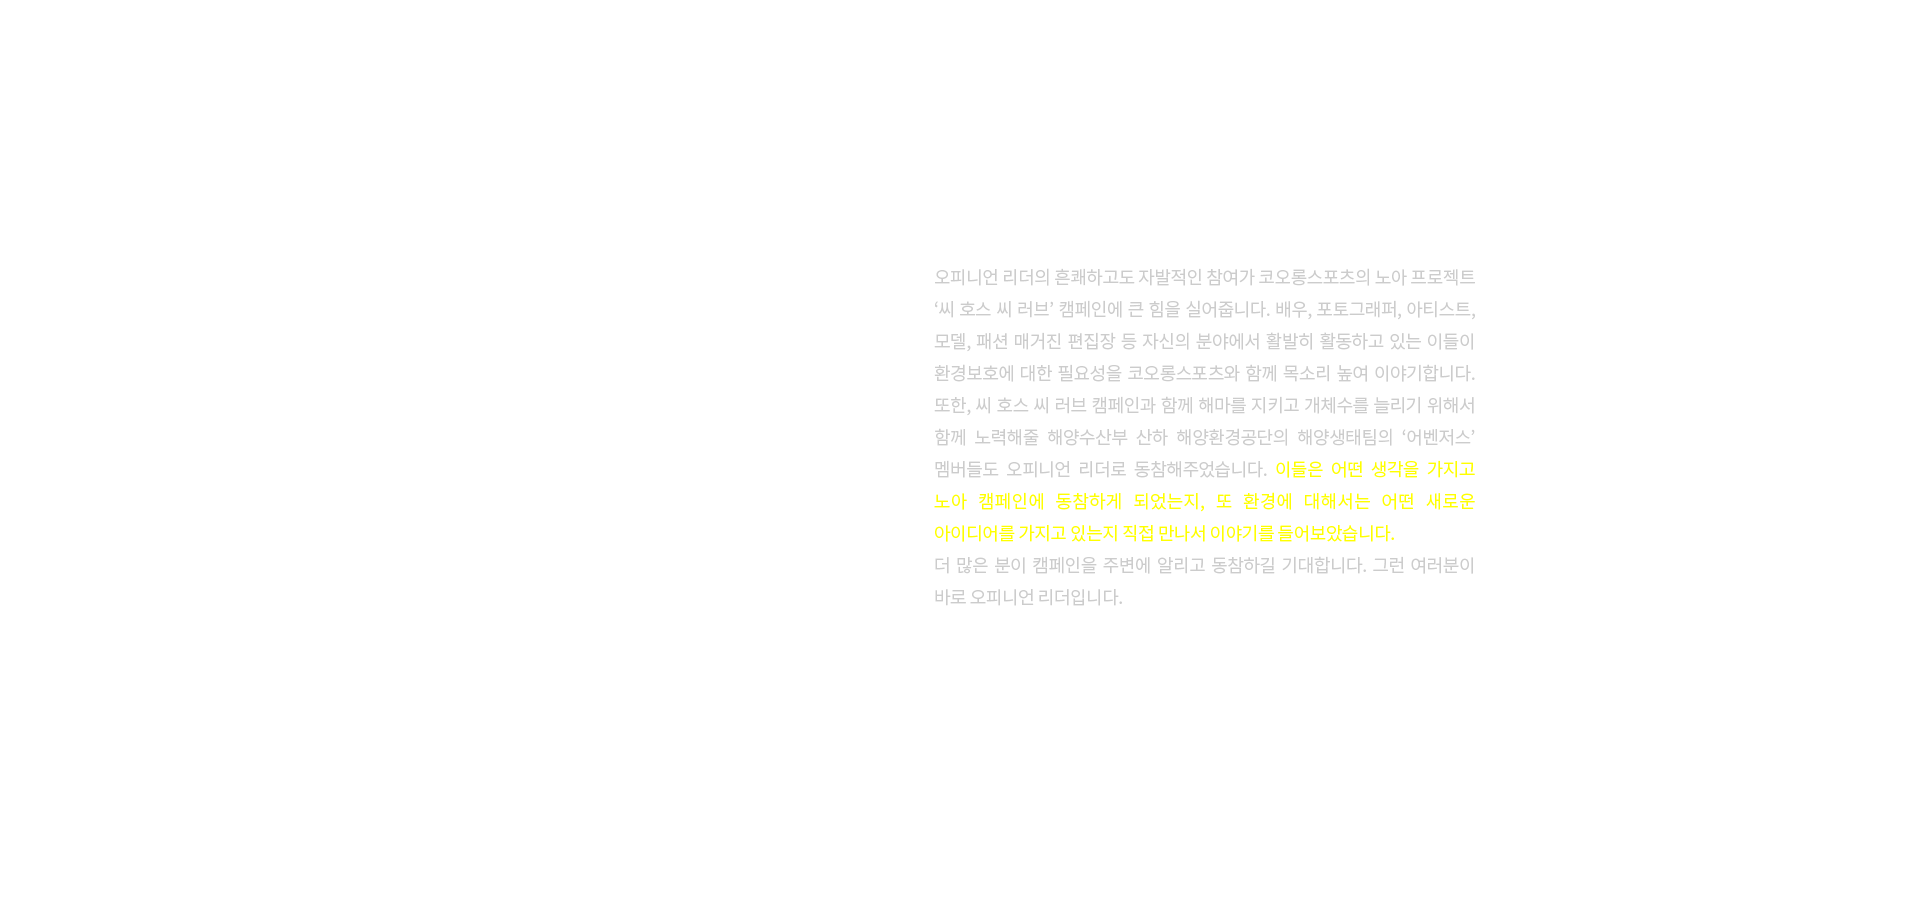 오피니언 리더의 흔쾌하고도 자발적인 참여가 코오롱스포츠의 노아 프로젝트
‘씨 호스 씨 러브’ 캠페인에 큰 힘을 실어줍니다. 배우, 포토그래퍼, 아티스트,
모델, 패션 매거진 편집장 등 자신의 분야에서 활발히 활동하고 있는 이들이
환경보호에 대한 필요성을 코오롱스포츠와 함께 목소리 높여 이야기합니다.
또한, 씨 호스 씨 러브 캠페인과 함께 해마를 지키고 개체수를 늘리기 위해서
함께 노력해줄 해양수산부 산하 해양환경공단의 해양생태팀의 ‘어벤저스’
멤버들도 오피니언 리더로 동참해주었습니다. 이들은 어떤 생각을 가지고
노아 캠페인에 동참하게 되었는지, 또 환경에 대해서는 어떤 새로운
아이디어를 가지고 있는지 직접 만나서 이야기를 들어보았습니다.
더 많은 분이 캠페인을 주변에 알리고 동참하길 기대합니다. 그런 여러분이
바로 오피니언 리더입니다.